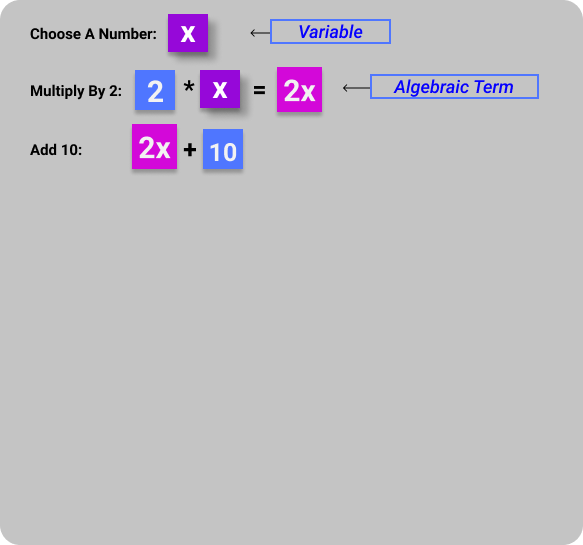 Choose A Number: x Variable
Multiply By 2: 2 * x = 2x Algebraic Term
Add 10: 2x + 10